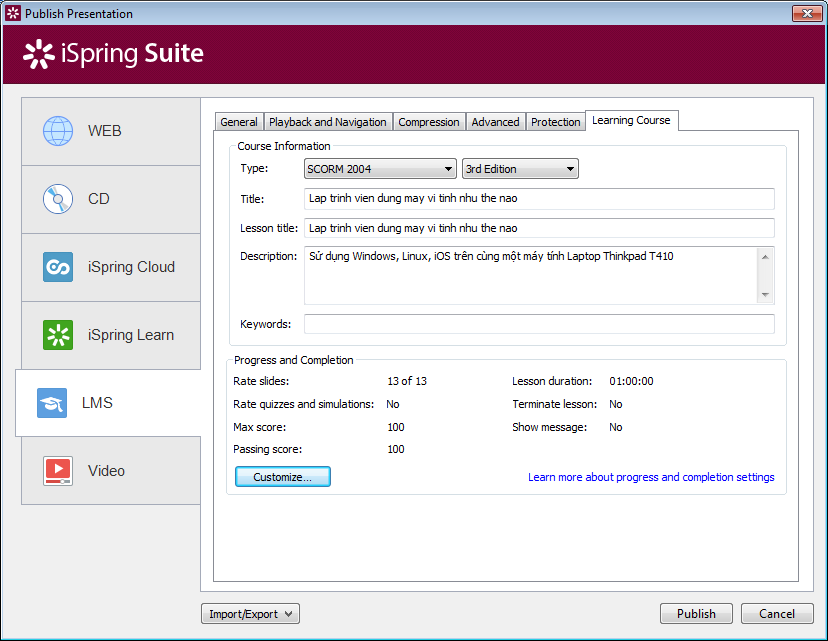 Publish Presentation
iSpring Suite
WEB
CD
iSpring Cloud
iSpring Learn
LMS
Video
General Playback and Navigation Compression Advanced Protection Learning Course
Course Information
Type: SCORM 2004 3rd Edition
Title: Lap trinh vien dung may vi tinh nhu the nao
Lesson title: Lap trinh vien dung may vi tinh nhu the nao
Description: Sử dụng Windows, Linux, iOS trên cùng một máy tính Laptop Thinkpad T410
Keywords:
Progress and Completion
Rate slides: 13 of 13 Lesson duration: 01:00:00
Rate quizzes and simulations: No Terminate lesson: No
Max score: 100 Show message: No
Passing score: 100
Customize... Learn more about progress and completion settings
Import/Export Publish Cancel